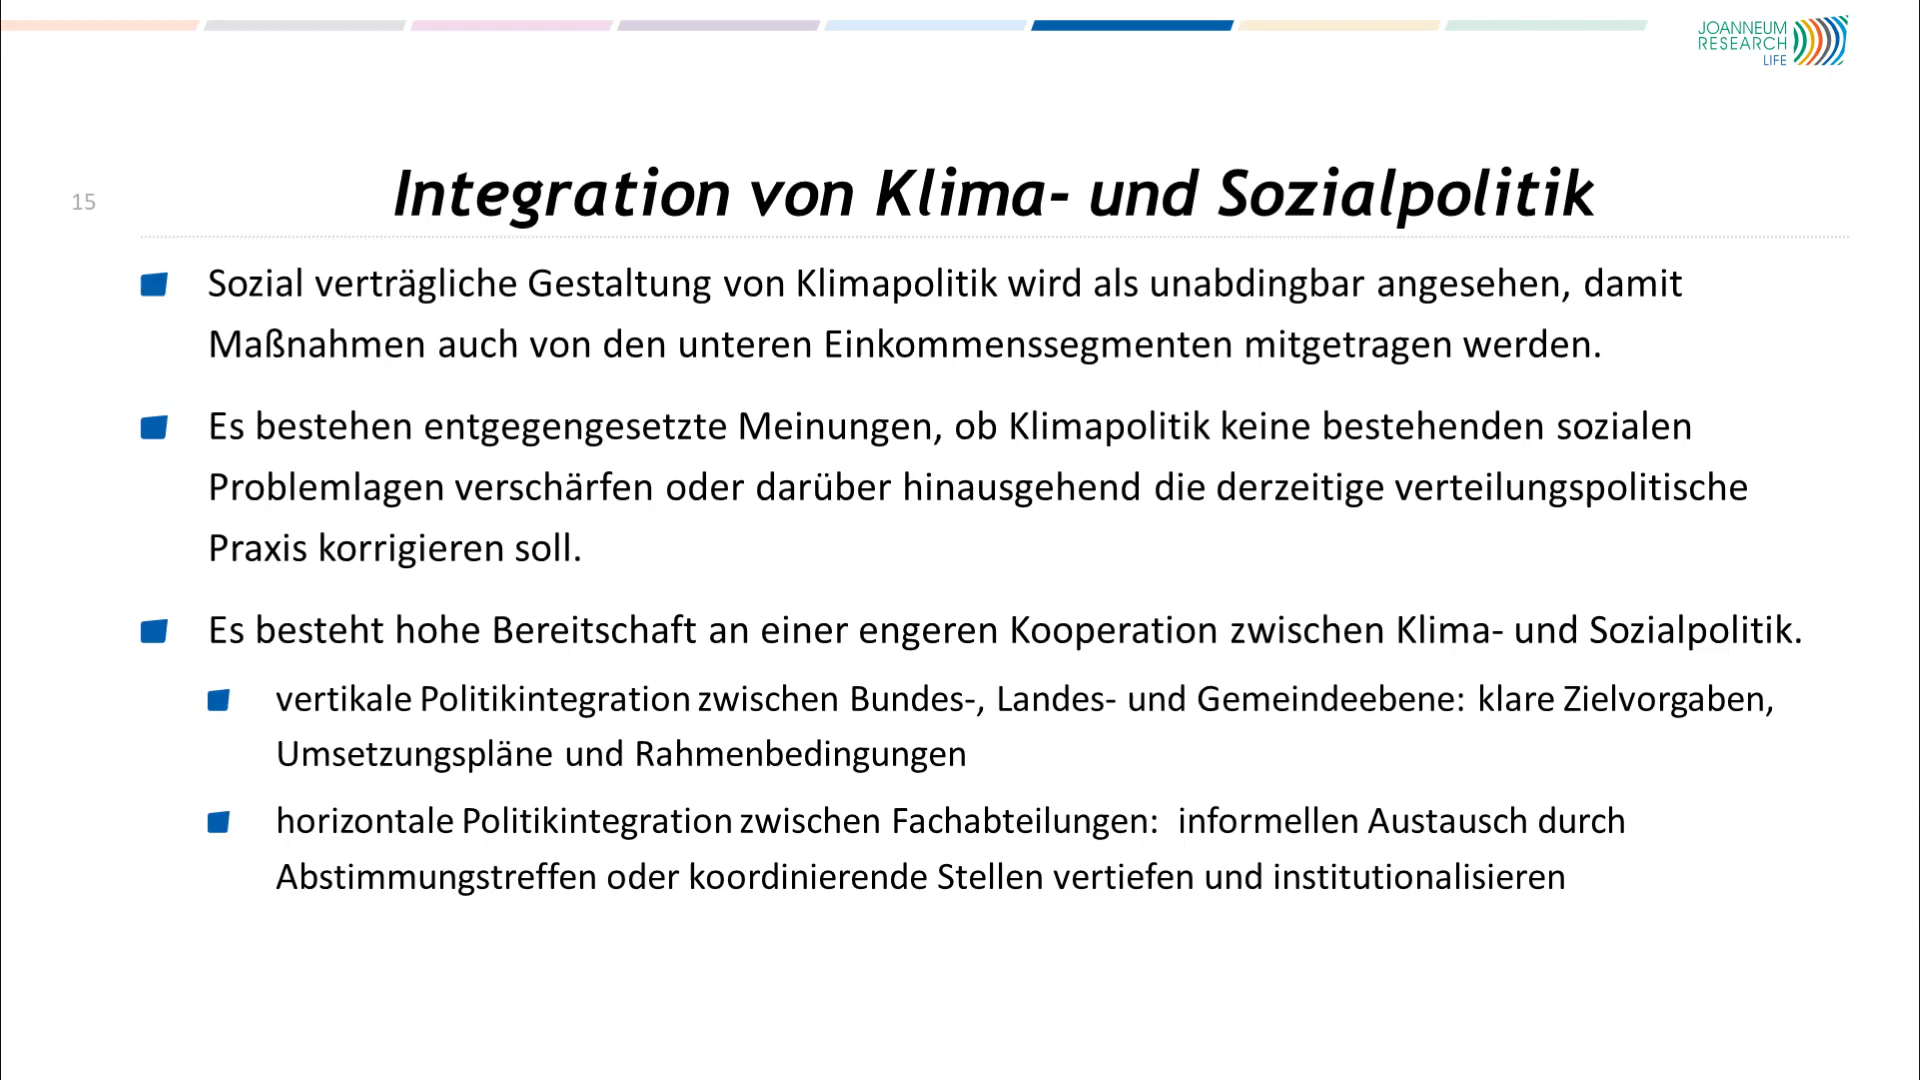 JOANNEUM
RESEARCH
LIFE
15
Integration von Klima- und Sozialpolitik
Sozial verträgliche Gestaltung von Klimapolitik wird als unabdingbar angesehen, damit
Maßnahmen auch von den unteren Einkommenssegmenten mitgetragen werden.
Es bestehen entgegengesetzte Meinungen, ob Klimapolitik keine bestehenden sozialen
Problemlagen verschärfen oder darüber hinausgehend die derzeitige verteilungspolitische
Praxis korrigieren soll.
Es besteht hohe Bereitschaft an einer engeren Kooperation zwischen Klima- und Sozialpolitik.
vertikale Politikintegration zwischen Bundes-, Landes- und Gemeindeebene: klare Zielvorgaben,
Umsetzungspläne und Rahmenbedingungen
horizontale Politikintegration zwischen Fachabteilungen: informellen Austausch durch
Abstimmungstreffen oder koordinierende Stellen vertiefen und institutionalisieren